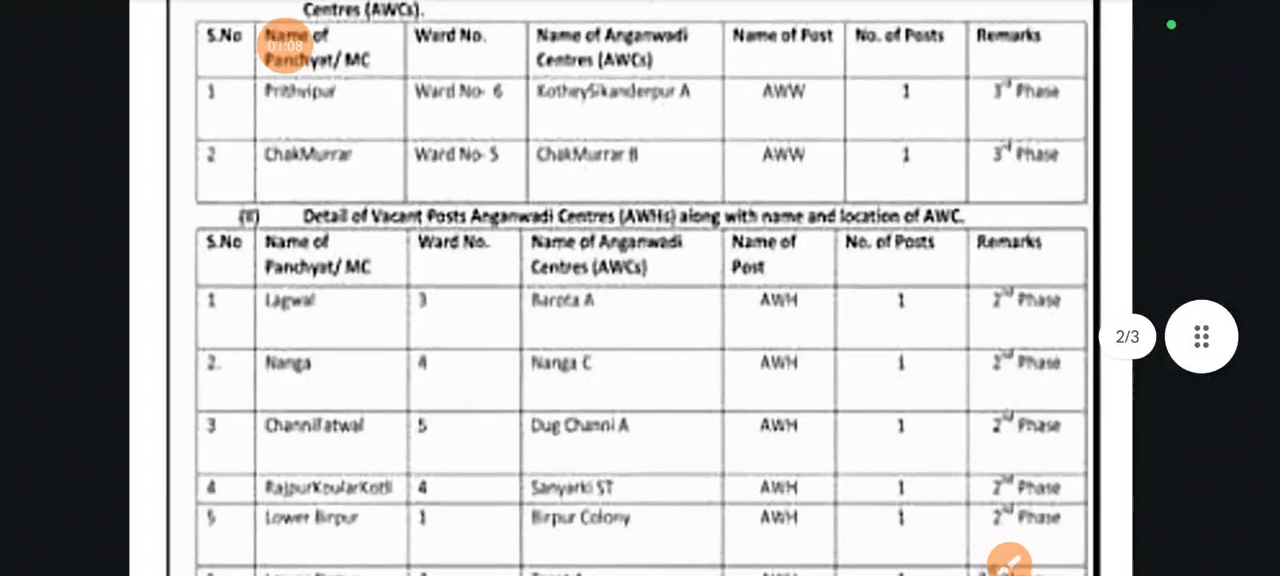 Centres (AWCs).
S.No Name of Panchyat/ MC Ward No. Name of Anganwadi Centres (AWCs) Name of Post No. of Posts Remarks
01:08
1 Prithvipur Ward No- 6 KotheySikanderpur A AWW 1 3rd Phase
2 ChakMurrar Ward No- 5 ChakMurrar B AWW 1 3rd Phase
(II) Detail of Vacant Posts Anganwadi Centres (AWHs) along with name and location of AWC.
S.No Name of Panchyat/ MC Ward No. Name of Anganwadi Centres (AWCs) Name of Post No. of Posts Remarks
1 Lagwal 3 Barota A AWH 1 2nd Phase
2/3
2. Nanga 4 Nanga C AWH 1 2nd Phase
3 ChanniTatwal 5 Dug Channi A AWH 1 2nd Phase
4 4 Sanyarki ST AWH 1 2nd Phase
5 Lower Birpur 1 Birpur Colony AWH 1 2nd Phase